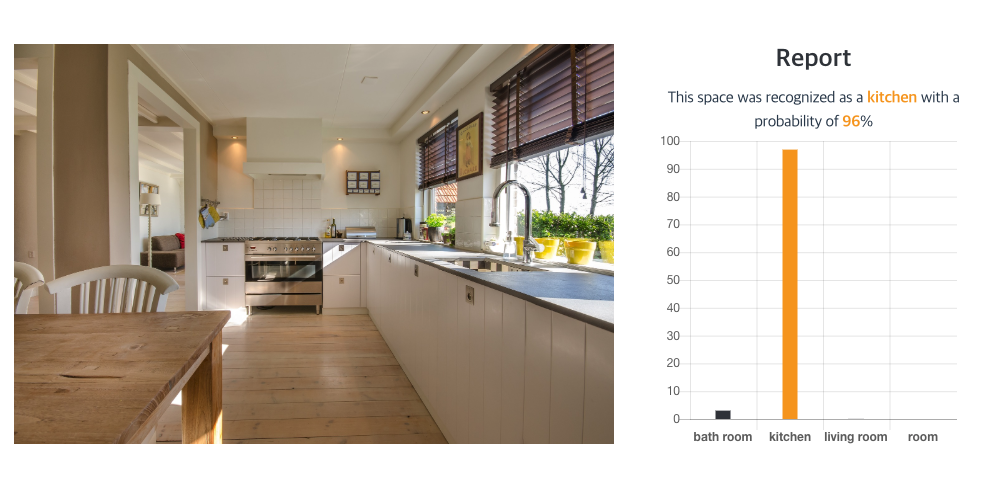 Report
This space was recognized as a kitchen with a
probability of 96%
100
90
80
70
60
50
40
30
20
10
0
bath room kitchen living room room